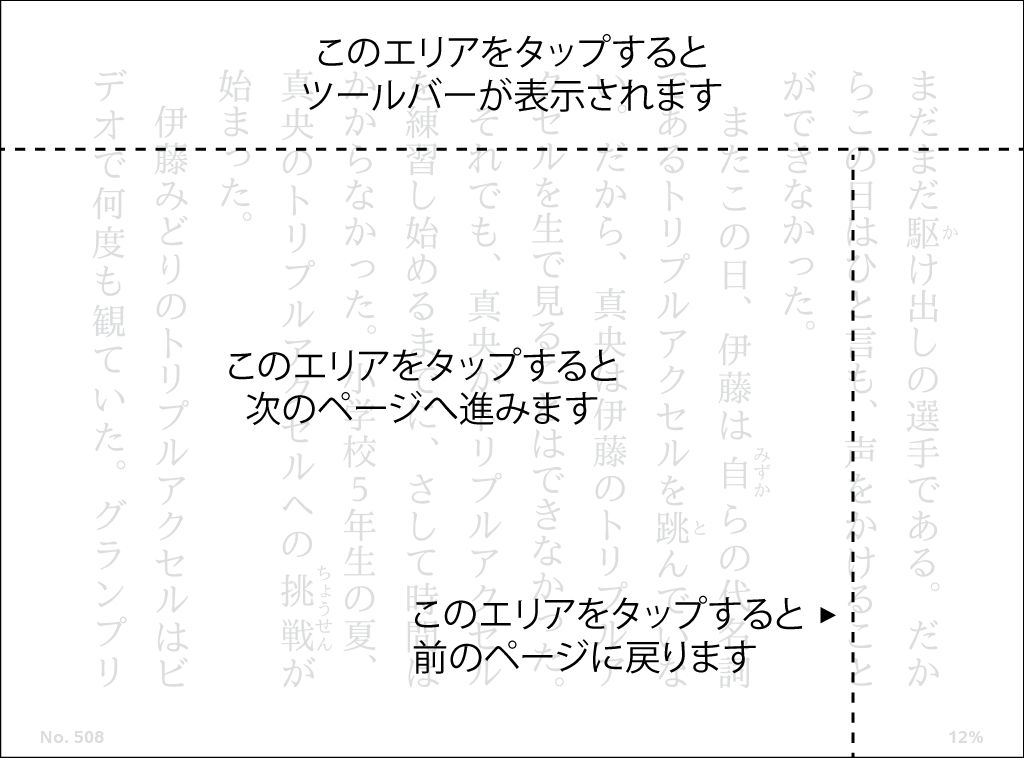 このエリアをタップすると
ツールバーが表示されます
このエリアをタップすると
次のページへ進みます
このエリアをタップすると ▶
前のページに戻ります
まだまだ駆け出しの選手である。だか
か
らこの日はひと言も、声をかけること
ができなかった。
またこの日、伊藤は自らの代名詞
みずか
であるトリプルアクセルを跳んでいな
と
い。だから、真央は伊藤のトリプルア
クセルを生で見ることはできなかった。
それでも、真央がトリプルアクセル
を練習し始めるまでに、さして時間は
かからなかった。小学校5年生の夏、
真央のトリプルアクセルへの挑戦が
ちょうせん
始まった。
伊藤みどりのトリプルアクセルはビ
デオで何度も観ていた。グランプリ
No. 508
12%